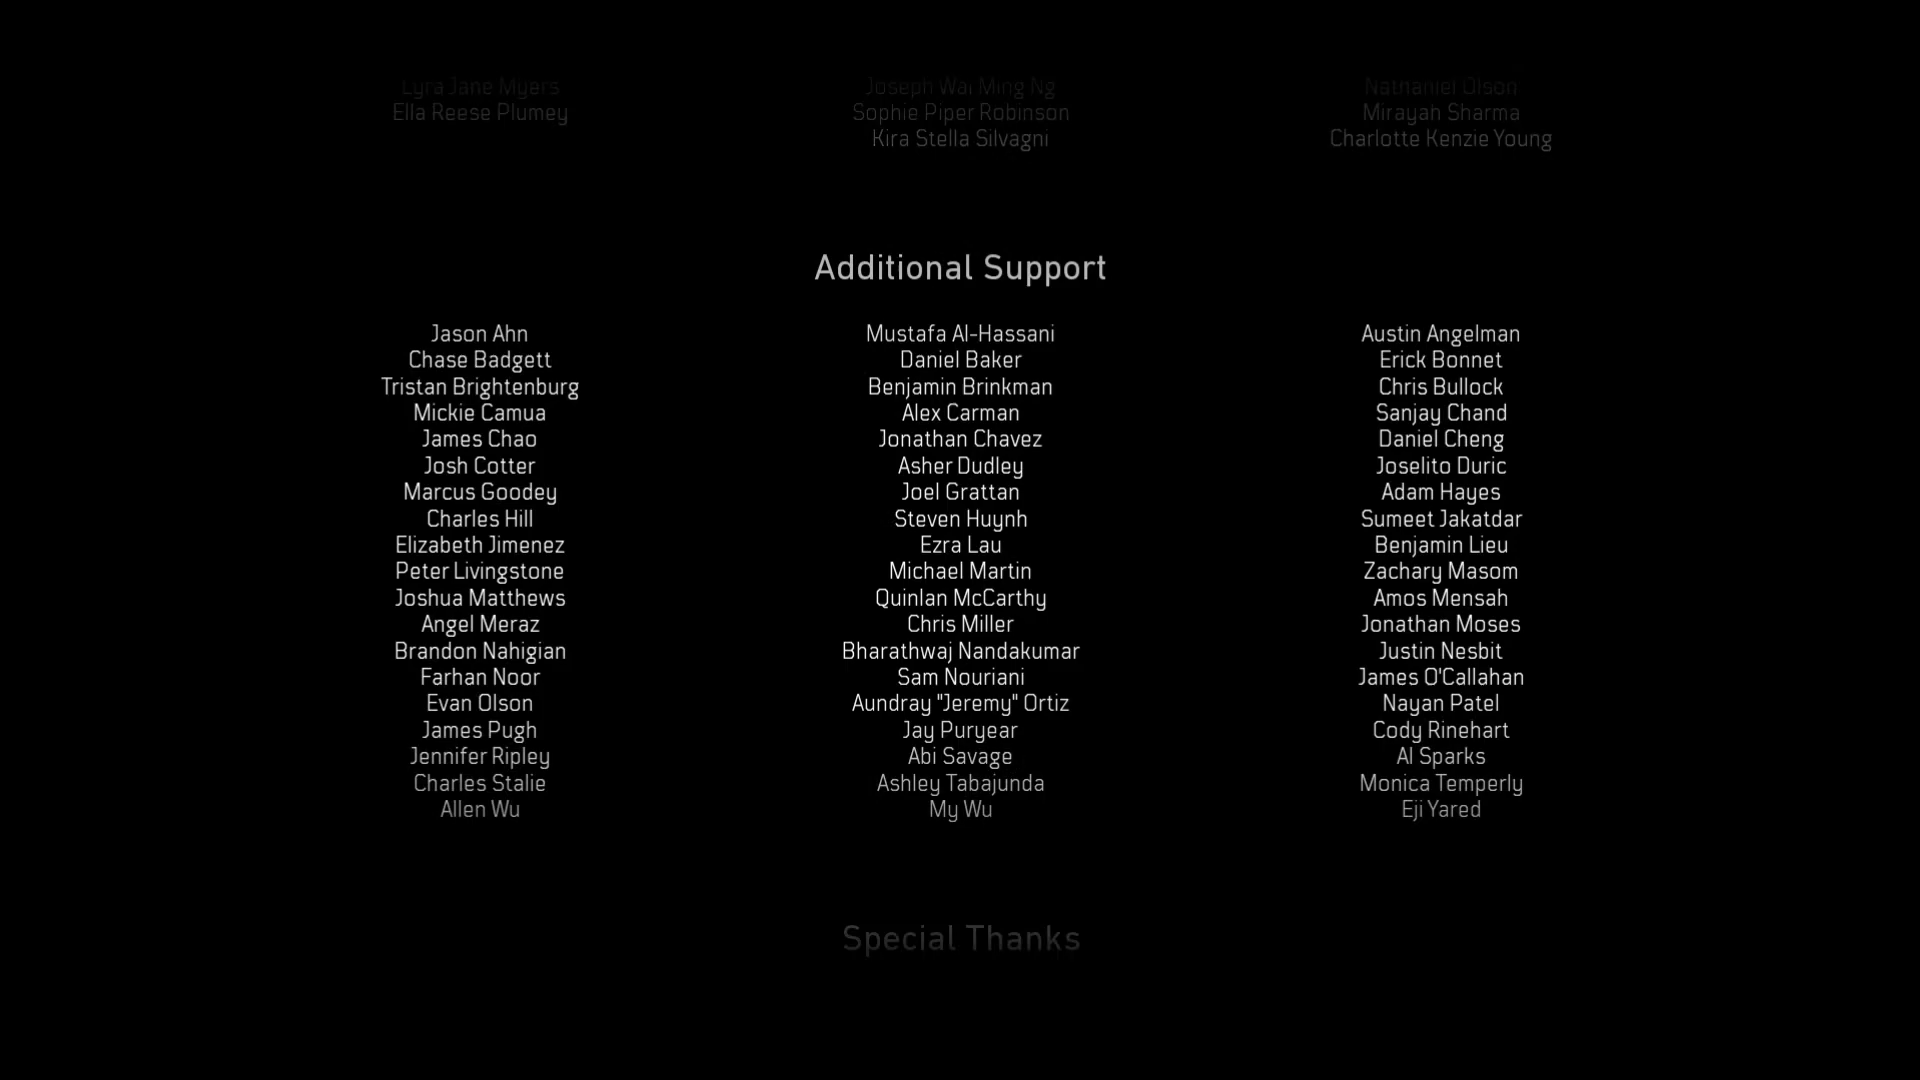 Lyra Jane Myers Joseph Wai Ming Ng Nathaniel Olson
Ella Reese Plumey Sophie Piper Robinson Mirayah Sharma
Kira Stella Silvagni Charlotte Kenzie Young
Additional Support
Jason Ahn Mustafa Al-Hassani Austin Angelman
Chase Badgett Daniel Baker Erick Bonnet
Tristan Brightenburg Benjamin Brinkman Chris Bullock
Mickie Camua Alex Carman Sanjay Chand
James Chao Jonathan Chavez Daniel Cheng
Josh Cotter Asher Dudley Joselito Duric
Marcus Goodey Joel Grattan Adam Hayes
Charles Hill Steven Huynh Sumeet Jakatdar
Elizabeth Jimenez Ezra Lau Benjamin Lieu
Peter Livingstone Michael Martin Zachary Masom
Joshua Matthews Quinlan McCarthy Amos Mensah
Angel Meraz Chris Miller Jonathan Moses
Brandon Nahigian Bharathwaj Nandakumar Justin Nesbit
Farhan Noor Sam Nouriani James O'Callahan
Evan Olson Aundray "Jeremy" Ortiz Nayan Patel
James Pugh Jay Puryear Cody Rinehart
Jennifer Ripley Abi Savage Al Sparks
Charles Stalie Ashley Tabajunda Monica Temperly
Allen Wu My Wu Eji Yared
Special Thanks